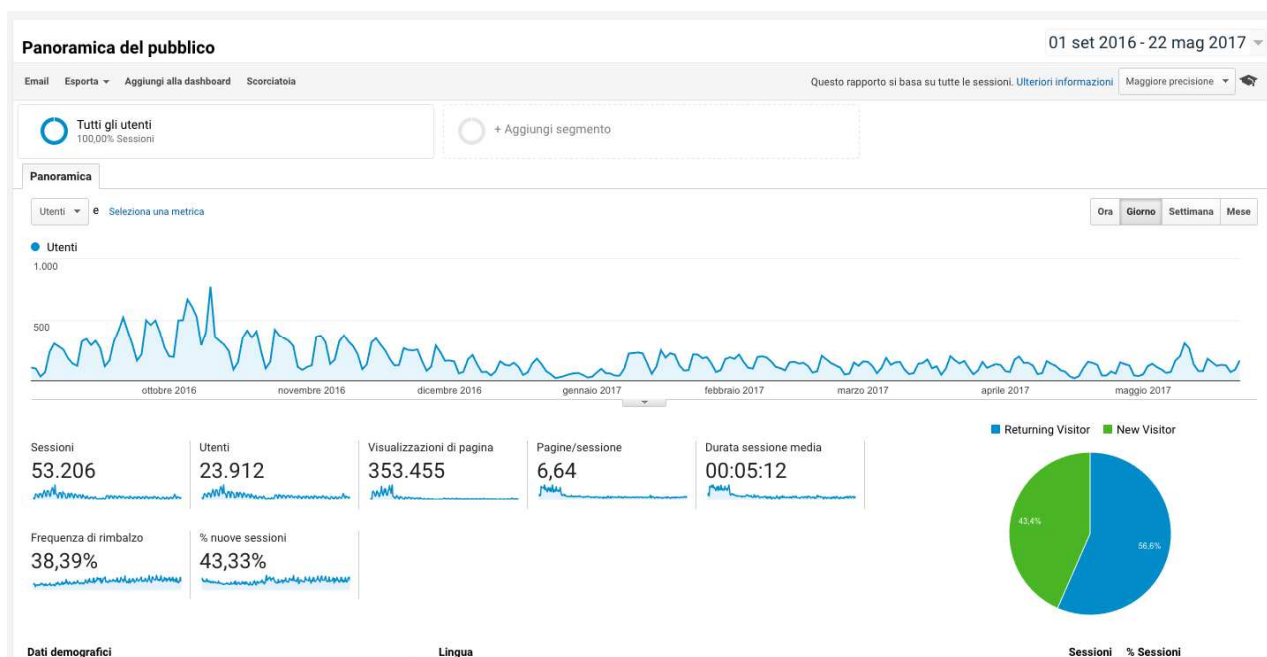 Panoramica del pubblico
01 set 2016 - 22 mag 2017
Email Esporta Aggiungi alla dashboard Scorciatoia
Questo rapporto si basa su tutte le sessioni. Ulteriori informazioni Maggiore precisione
Tutti gli utenti
100,00% Sessioni
+ Aggiungi segmento
Panoramica
Utenti e Seleziona una metrica
Ora Giorno Settimana Mese
Utenti
1.000
500
ottobre 2016 novembre 2016 dicembre 2016 gennaio 2017 febbraio 2017 marzo 2017 aprile 2017 maggio 2017
Returning Visitor New Visitor
Sessioni Utenti Visualizzazioni di pagina Pagine/sessione Durata sessione media
53.206 23.912 353.455 6,64 00:05:12
Frequenza di rimbalzo % nuove sessioni
38,39% 43,33%
43,4%
56,6%
Dati demografici Lingua Sessioni % Sessioni